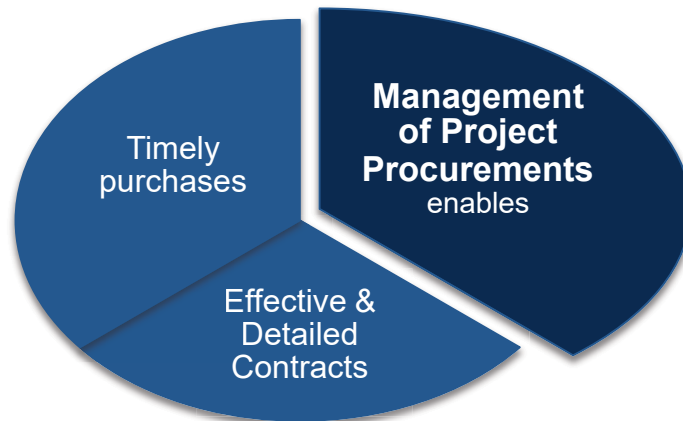 Management
of Project
Procurements
enables
Timely
purchases
Effective &
Detailed
Contracts